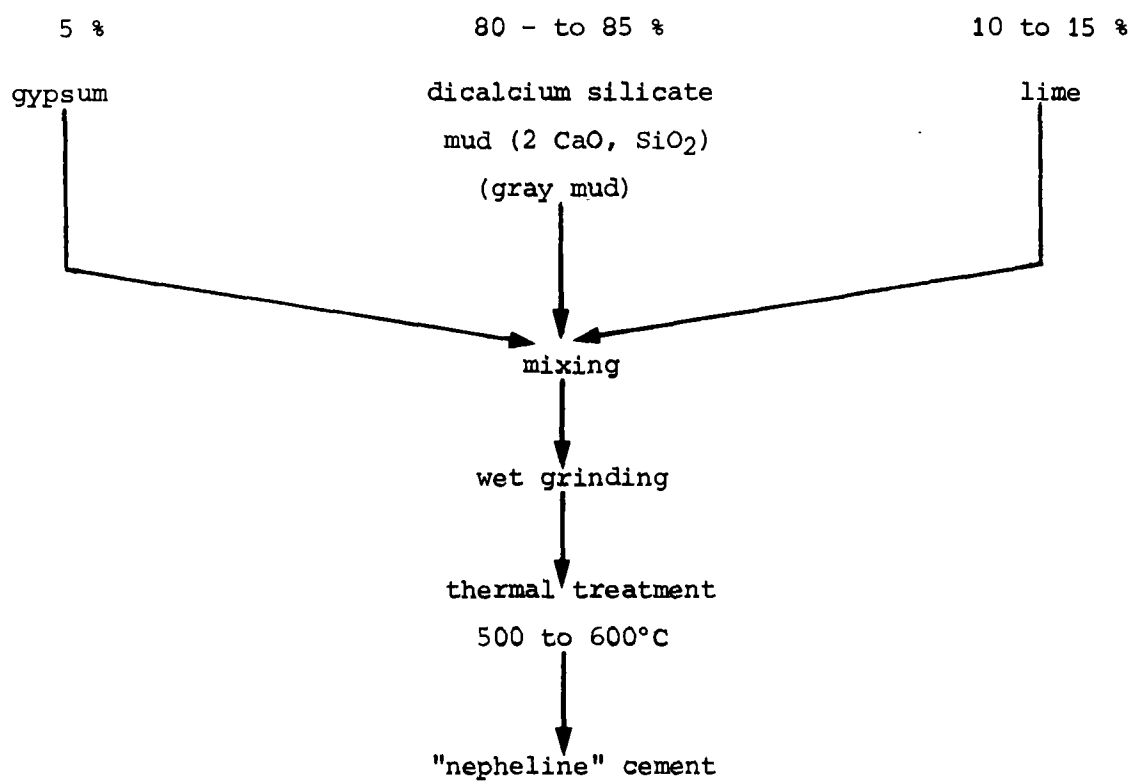 5 % 80 - to 85 % 10 to 15 %
gypsum dicalcium silicate lime
mud (2 CaO, SiO₂)
(gray mud)
mixing
wet grinding
thermal treatment
500 to 600°C
"nepheline" cement